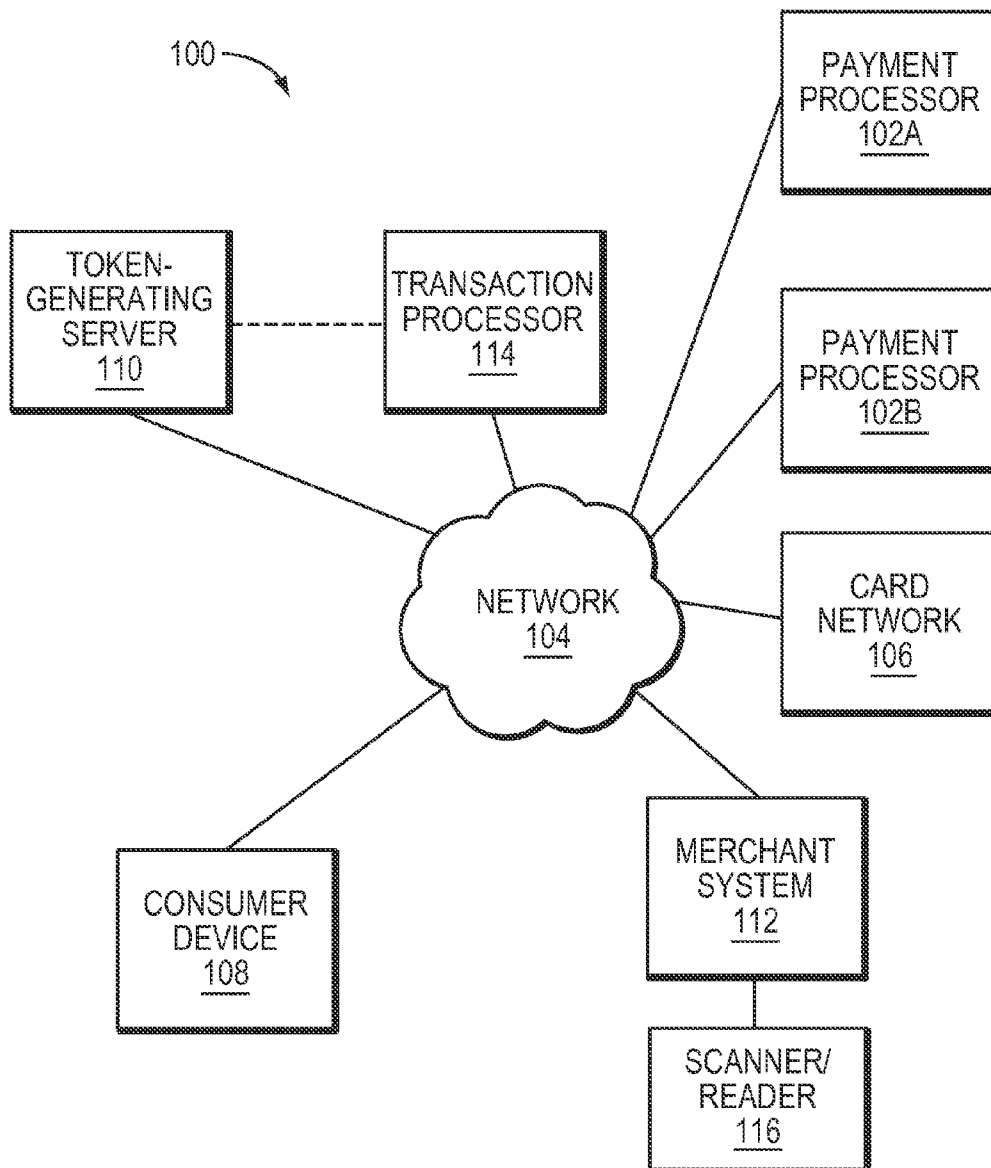 100
PAYMENT
PROCESSOR
102A
TOKEN-
GENERATING
SERVER
110
TRANSACTION
PROCESSOR
114
PAYMENT
PROCESSOR
102B
NETWORK
104
CARD
NETWORK
106
CONSUMER
DEVICE
108
MERCHANT
SYSTEM
112
SCANNER/
READER
116